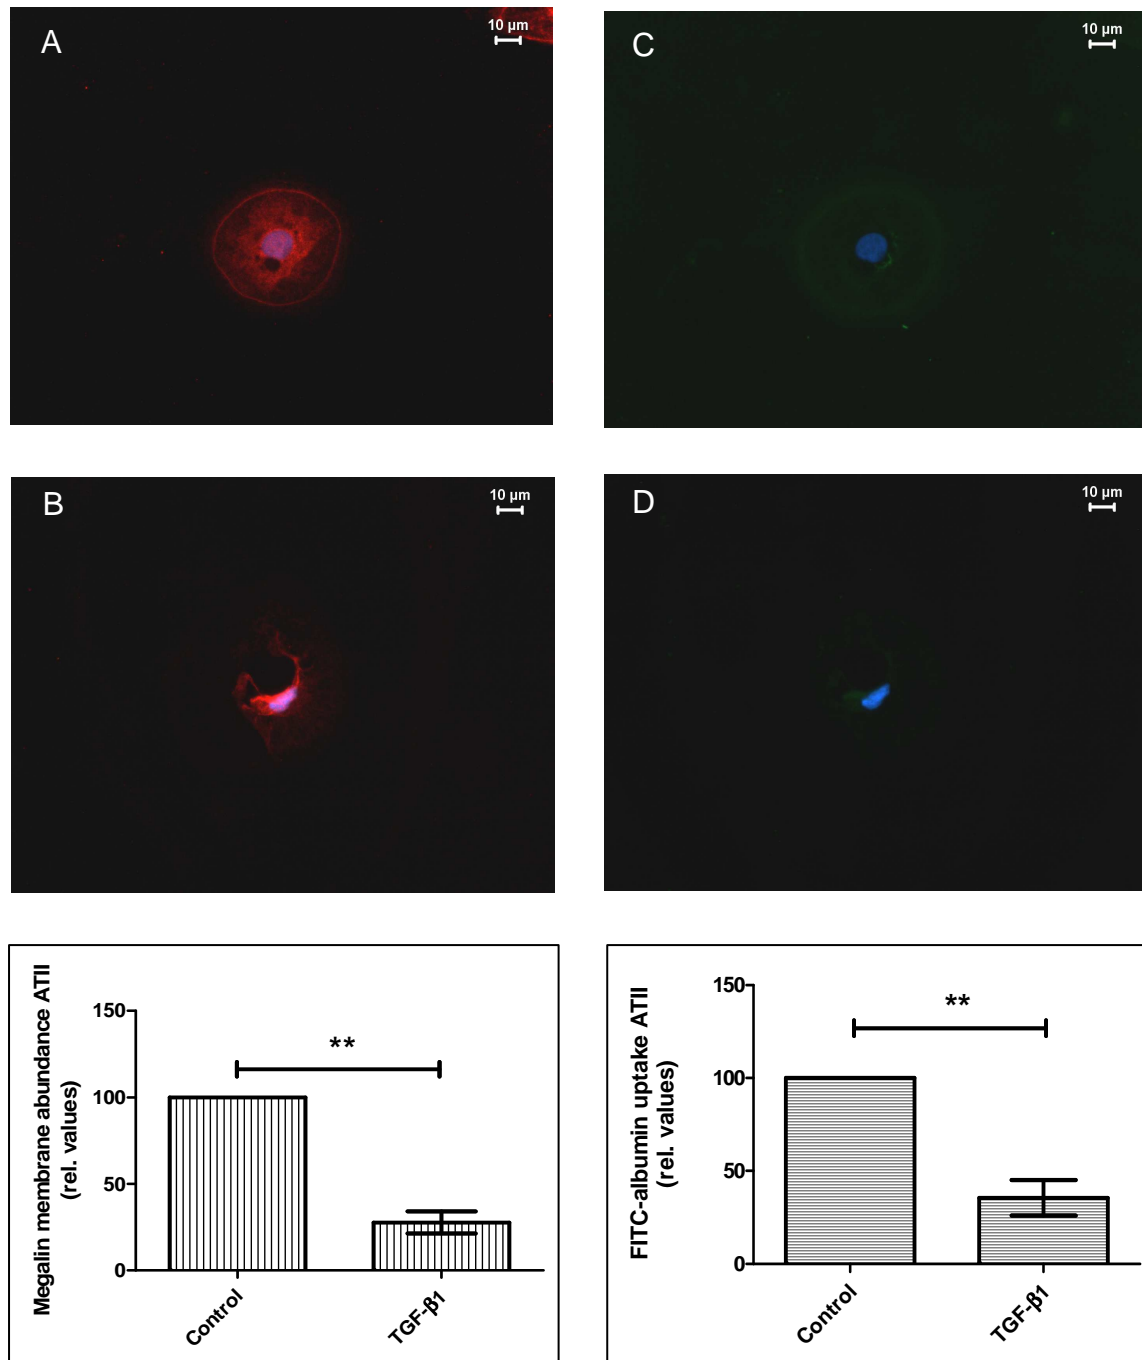 A
10 µm
C
10 µm
B
10 µm
D
10 µm
Megalin membrane abundance ATII
(rel. values)
150
100
50
0
**
Control
TGF-β1
FITC-albumin uptake ATII
(rel. values)
150
100
50
0
**
Control
TGF-β1